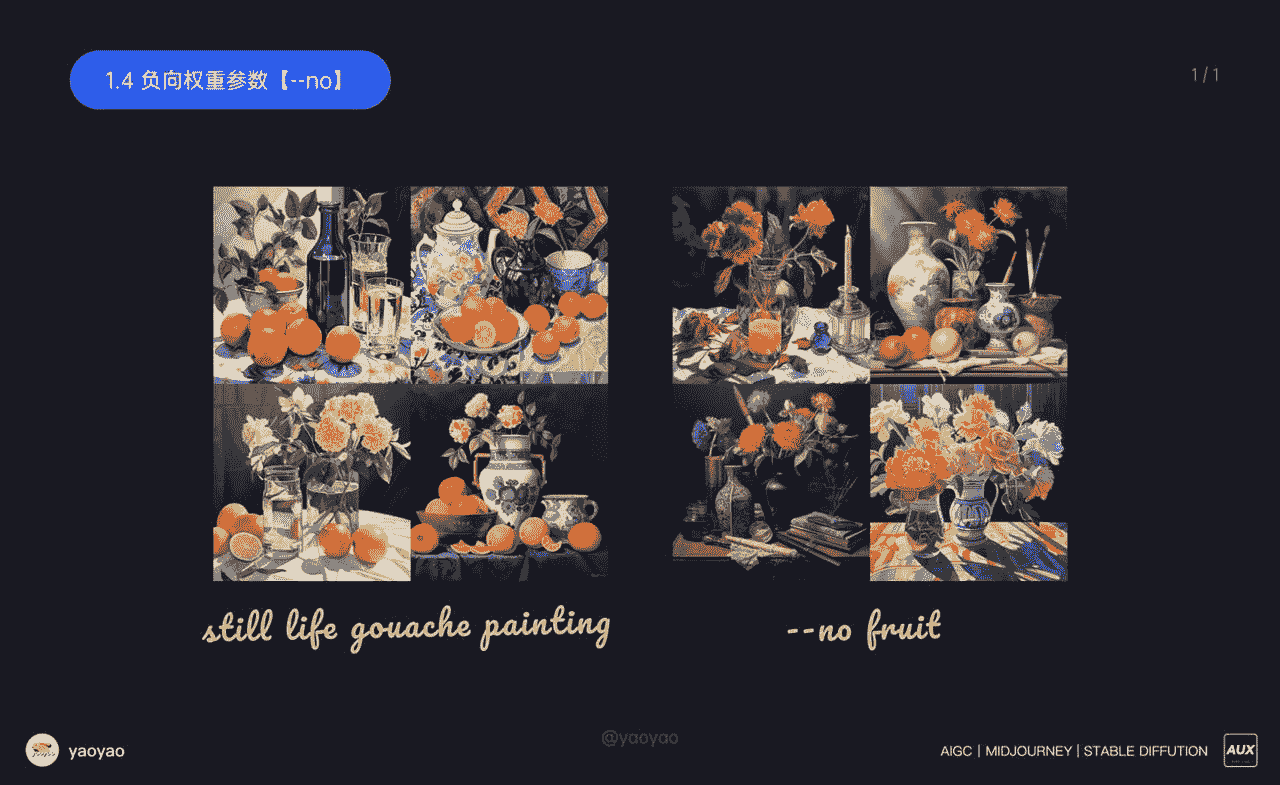 1.4 负向权重参数【--no】
1 / 1
still life gouache painting
--no fruit
yaoyao
@yaoyao
AIGC | MIDJOURNEY | STABLE DIFFUTION
AUX